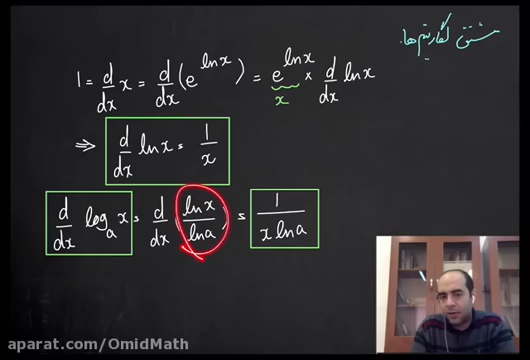 مشتق لگاریتم ها.
1 = d/dx x = d/dx (e^(ln x)) = e^(ln x) × d/dx ln x
x
⇒ d/dx ln x = 1/x
d/dx log_a x = d/dx (ln x / ln a) = 1/(x ln a)
aparat.com/OmidMath